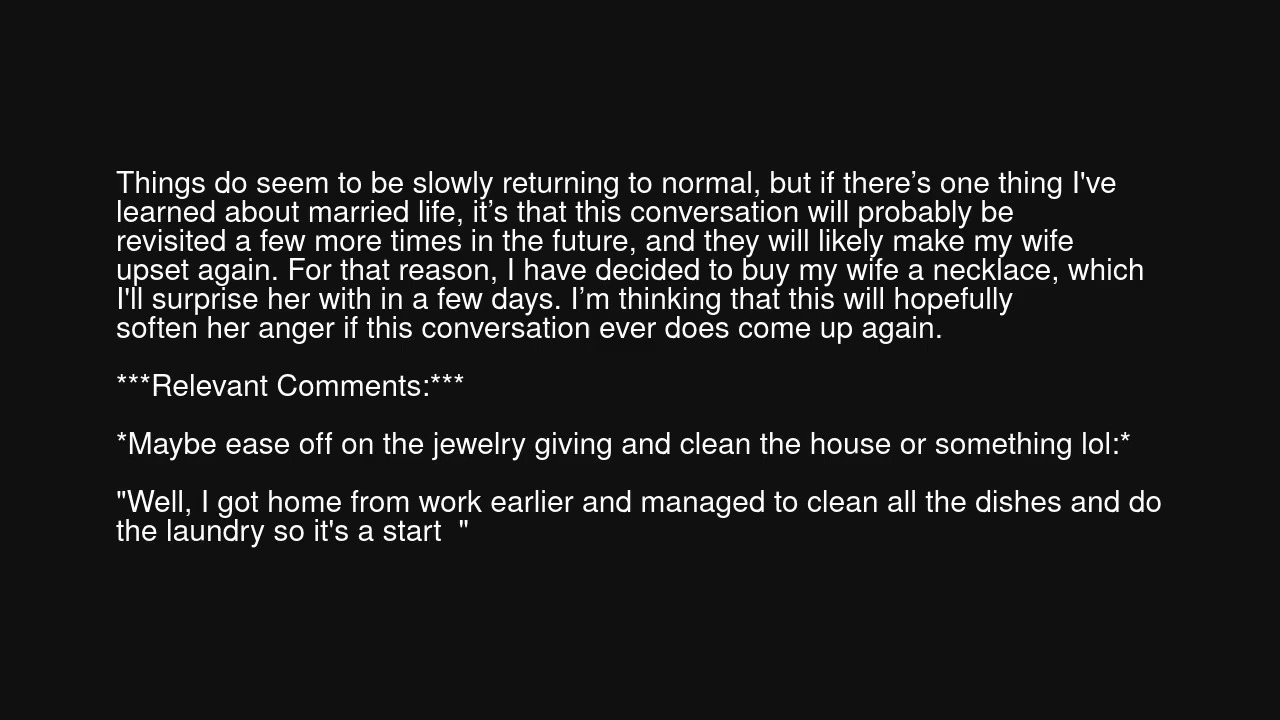 Things do seem to be slowly returning to normal, but if there’s one thing I've
learned about married life, it’s that this conversation will probably be
revisited a few more times in the future, and they will likely make my wife
upset again. For that reason, I have decided to buy my wife a necklace, which
I'll surprise her with in a few days. I’m thinking that this will hopefully
soften her anger if this conversation ever does come up again.
***Relevant Comments:***
*Maybe ease off on the jewelry giving and clean the house or something lol:*
"Well, I got home from work earlier and managed to clean all the dishes and do
the laundry so it's a start  "